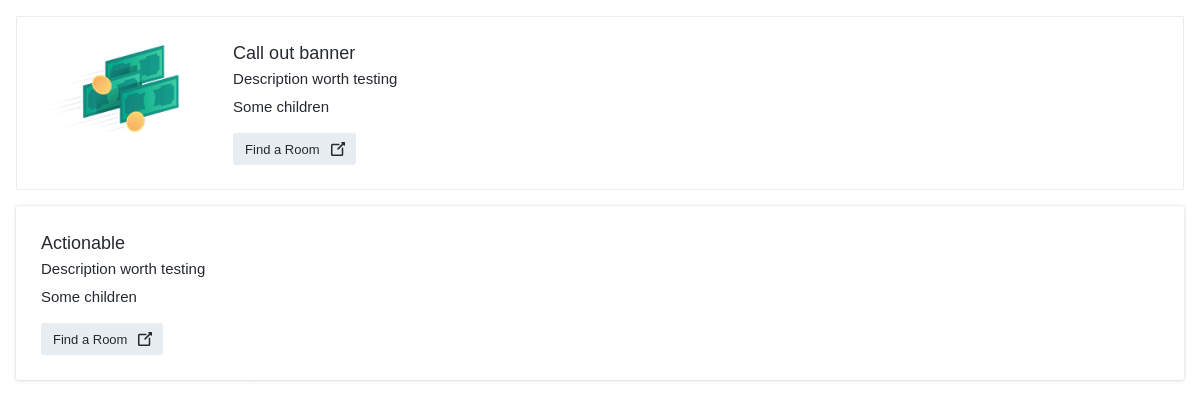 Call out banner
Description worth testing
Some children
Find a Room
Actionable
Description worth testing
Some children
Find a Room